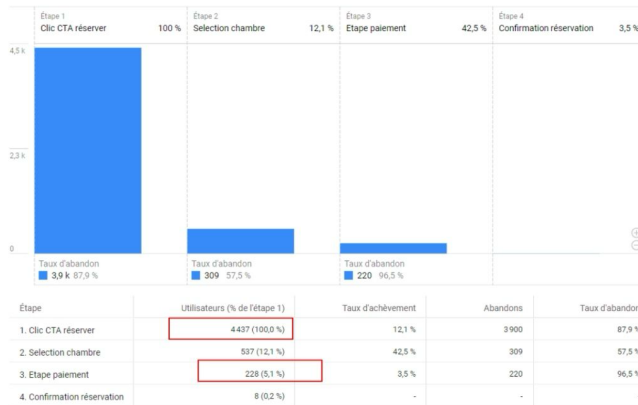 Étape 1
Clic CTA réserver 100 %
Étape 2
Selection chambre 12,1 %
Étape 3
Etape paiement 42,5 %
Étape 4
Confirmation réservation 3,5 %
4,5 k
2,3 k
0
Taux d'abandon
3,9 k 87,9 %
Taux d'abandon
309 57,5 %
Taux d'abandon
220 96,5 %
Étape Utilisateurs (% de l'étape 1) Taux d'achèvement Abandons Taux d'abandon
1. Clic CTA réserver 4 437 (100,0 %) 12,1 % 3 900 87,9 %
2. Selection chambre 537 (12,1 %) 42,5 % 309 57,5 %
3. Etape paiement 228 (5,1 %) 3,5 % 220 96,5 %
4. Confirmation réservation 8 (0,2 %) - - -